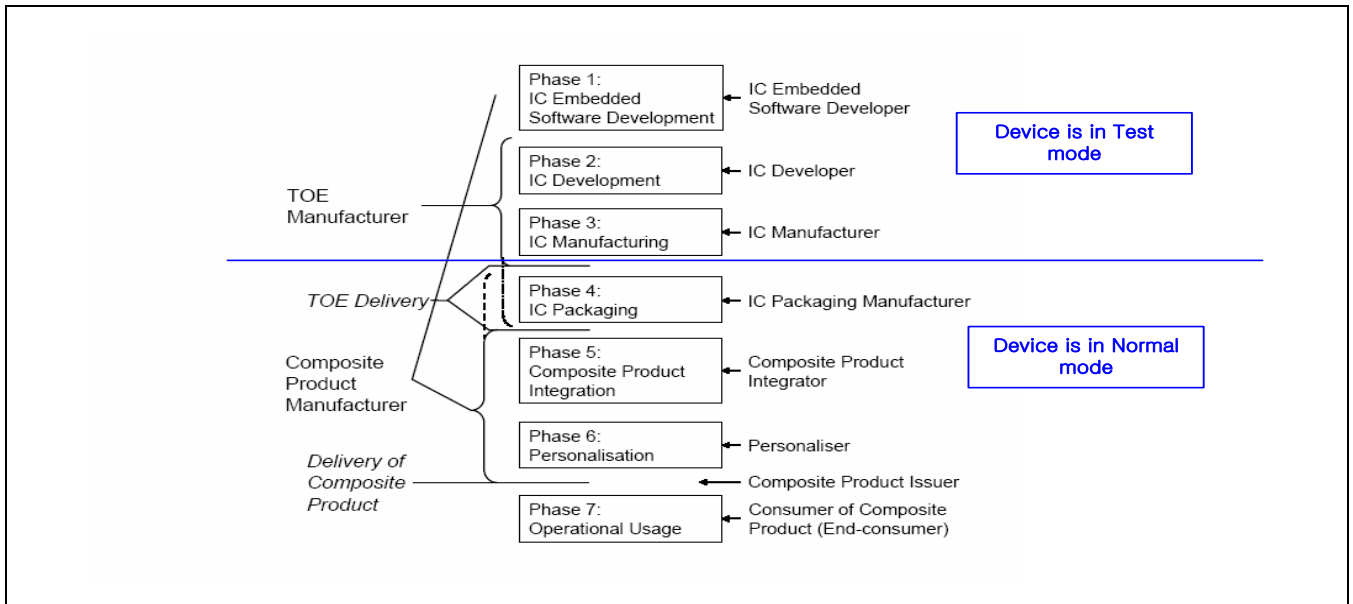 Phase 1:
IC Embedded
Software Development
IC Embedded
Software Developer
Device is in Test
mode
Phase 2:
IC Development
IC Developer
TOE
Manufacturer
Phase 3:
IC Manufacturing
IC Manufacturer
TOE Delivery
Phase 4:
IC Packaging
IC Packaging Manufacturer
Device is in Normal
mode
Composite
Product
Manufacturer
Phase 5:
Composite Product
Integration
Composite Product
Integrator
Phase 6:
Personalisation
Personaliser
Delivery of
Composite
Product
Composite Product Issuer
Phase 7:
Operational Usage
Consumer of Composite
Product (End-consumer)